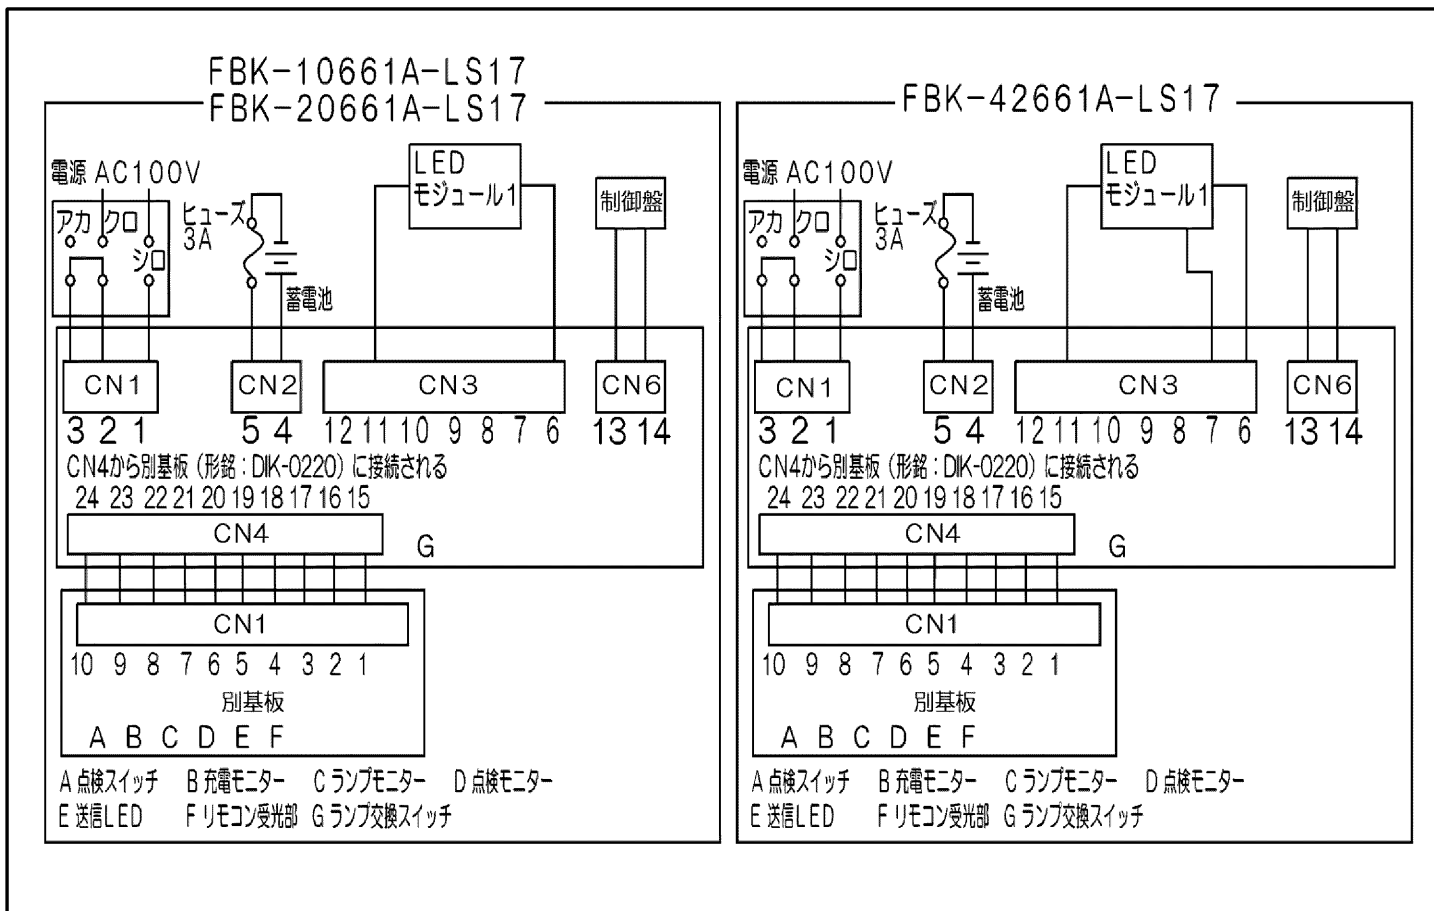 FBK-10661A-LS17
FBK-20661A-LS17
電源 AC100V
アカ クロ
シロ
ヒューズ
3A
蓄電池
LED
モジュール1
制御盤
CN1 CN2 CN3 CN6
3 2 1 5 4 12 11 10 9 8 7 6 13 14
CN4から別基板(形銘:DIK-0220)に接続される
24 23 22 21 20 19 18 17 16 15
CN4
G
CN1
10 9 8 7 6 5 4 3 2 1
別基板
A B C D E F
A 点検スイッチ B 充電モニター C ランプモニター D 点検モニター
E 送信LED F リモコン受光部 G ランプ交換スイッチ
FBK-42661A-LS17
電源 AC100V
アカ クロ
シロ
ヒューズ
3A
蓄電池
LED
モジュール1
制御盤
CN1 CN2 CN3 CN6
3 2 1 5 4 12 11 10 9 8 7 6 13 14
CN4から別基板(形銘:DIK-0220)に接続される
24 23 22 21 20 19 18 17 16 15
CN4
G
CN1
10 9 8 7 6 5 4 3 2 1
別基板
A B C D E F
A 点検スイッチ B 充電モニター C ランプモニター D 点検モニター
E 送信LED F リモコン受光部 G ランプ交換スイッチ